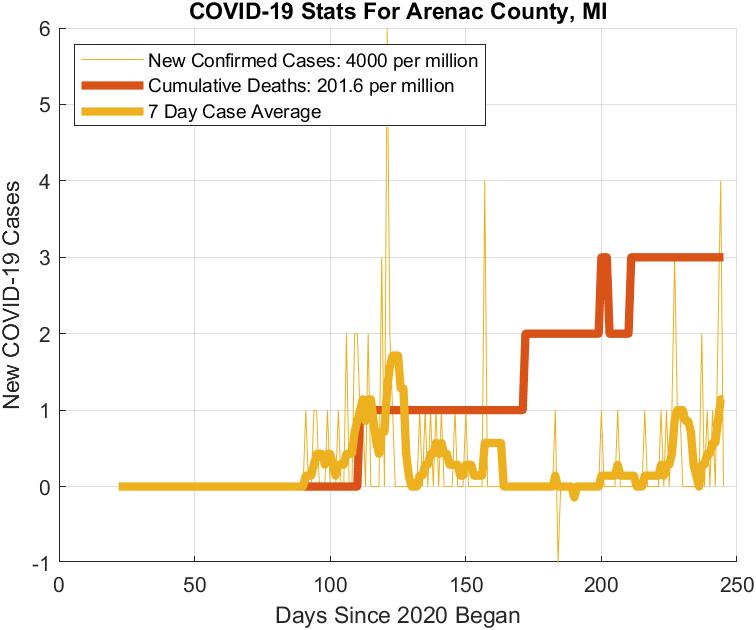 COVID-19 Stats For Arenac County, MI
New Confirmed Cases: 4000 per million
Cumulative Deaths: 201.6 per million
7 Day Case Average
New COVID-19 Cases
6
5
4
3
2
1
0
-1
0 50 100 150 200 250
Days Since 2020 Began